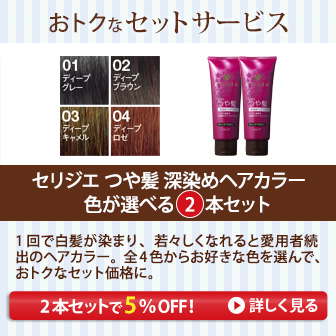 おトクなセットサービス
01
ディープ
グレー
02
ディープ
ブラウン
03
ディープ
キャメル
04
ディープ
ロゼ
つや髪
つや髪
セリジエ つや髪 深染めヘアカラー
色が選べる2本セット
1回で白髪が染まり、若々しくなれると愛用者続
出のヘアカラー。全4色からお好きな色を選んで、
おトクなセット価格に。
2本セットで5%OFF!
詳しく見る